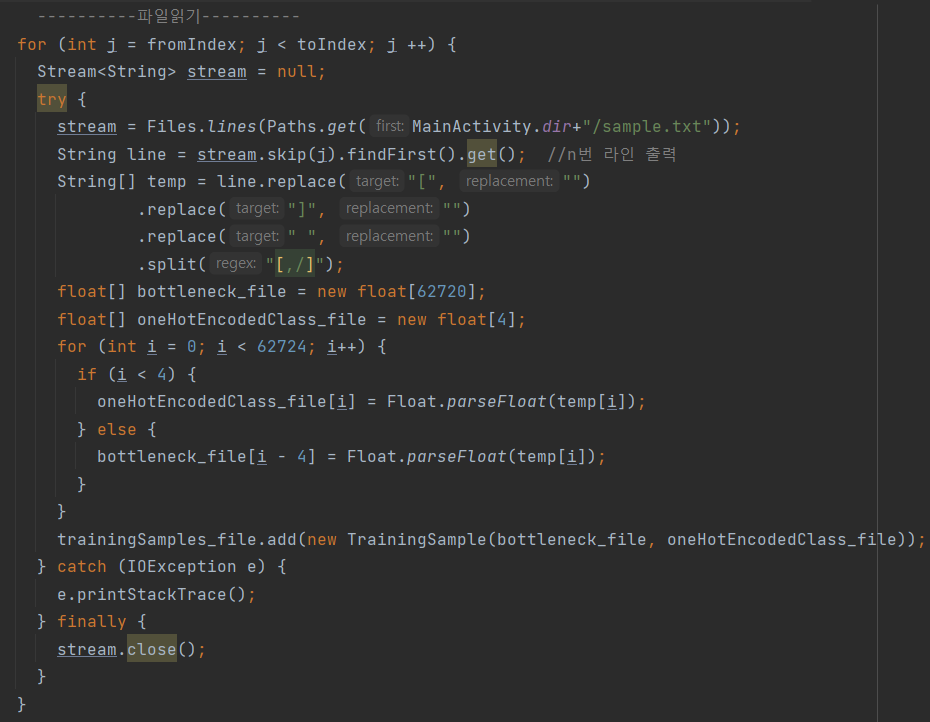 ----------파일읽기----------
for (int j = fromIndex; j < toIndex; j ++) {
Stream<String> stream = null;
try {
stream = Files.lines(Paths.get( first: MainActivity.dir+"/sample.txt"));
String line = stream.skip(j).findFirst().get(); //n번 라인 출력
String[] temp = line.replace( target: "[", replacement: "")
.replace( target: "]", replacement: "")
.replace( target: " ", replacement: "")
.split( regex: "[,/]");
float[] bottleneck_file = new float[62720];
float[] oneHotEncodedClass_file = new float[4];
for (int i = 0; i < 62724; i++) {
if (i < 4) {
oneHotEncodedClass_file[i] = Float.parseFloat(temp[i]);
} else {
bottleneck_file[i - 4] = Float.parseFloat(temp[i]);
}
}
trainingSamples_file.add(new TrainingSample(bottleneck_file, oneHotEncodedClass_file));
} catch (IOException e) {
e.printStackTrace();
} finally {
stream.close();
}
}